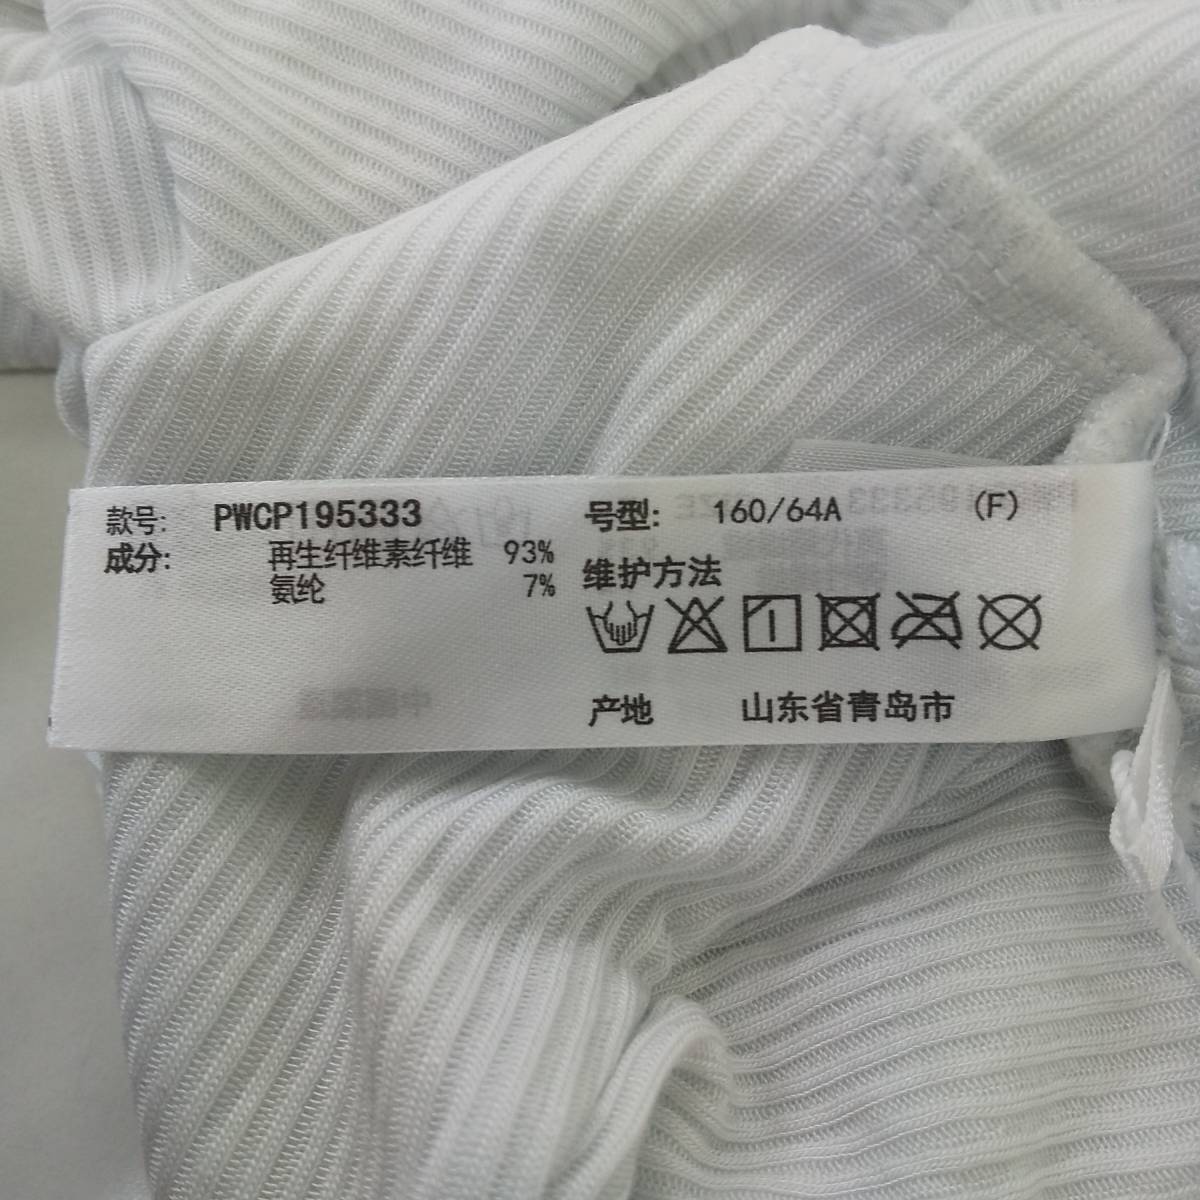 款号: PWCP195333
成分: 再生纤维素纤维 93%
氨纶 7%
号型: 160/64A (F)
维护方法
产地 山东省青岛市